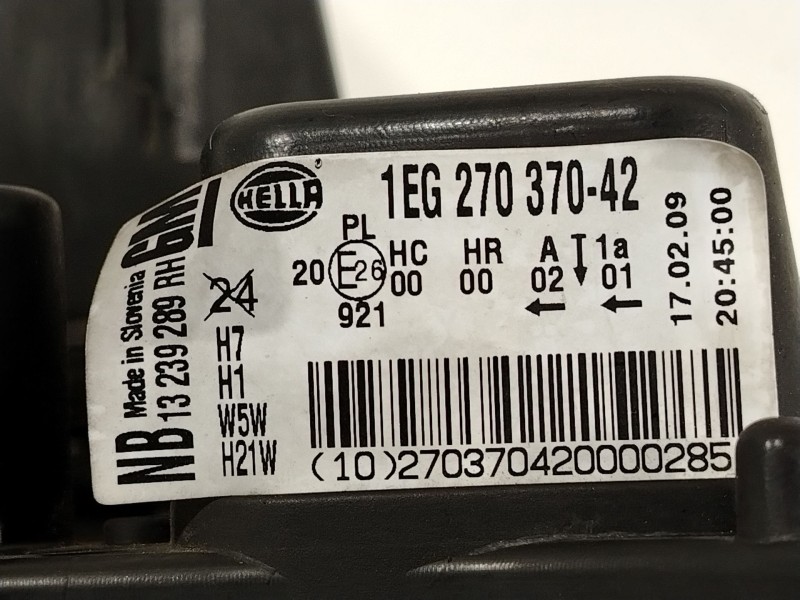 HELLA
1EG 270 370-42
PL
20 E26 HC HR A 1a
00 00 02 01
921
17.02.09
20:45:00
GM
Made in Slovenia
13 239 289 RH
NB
24
H7
H1
W5W
H21W
(10)270370420000285